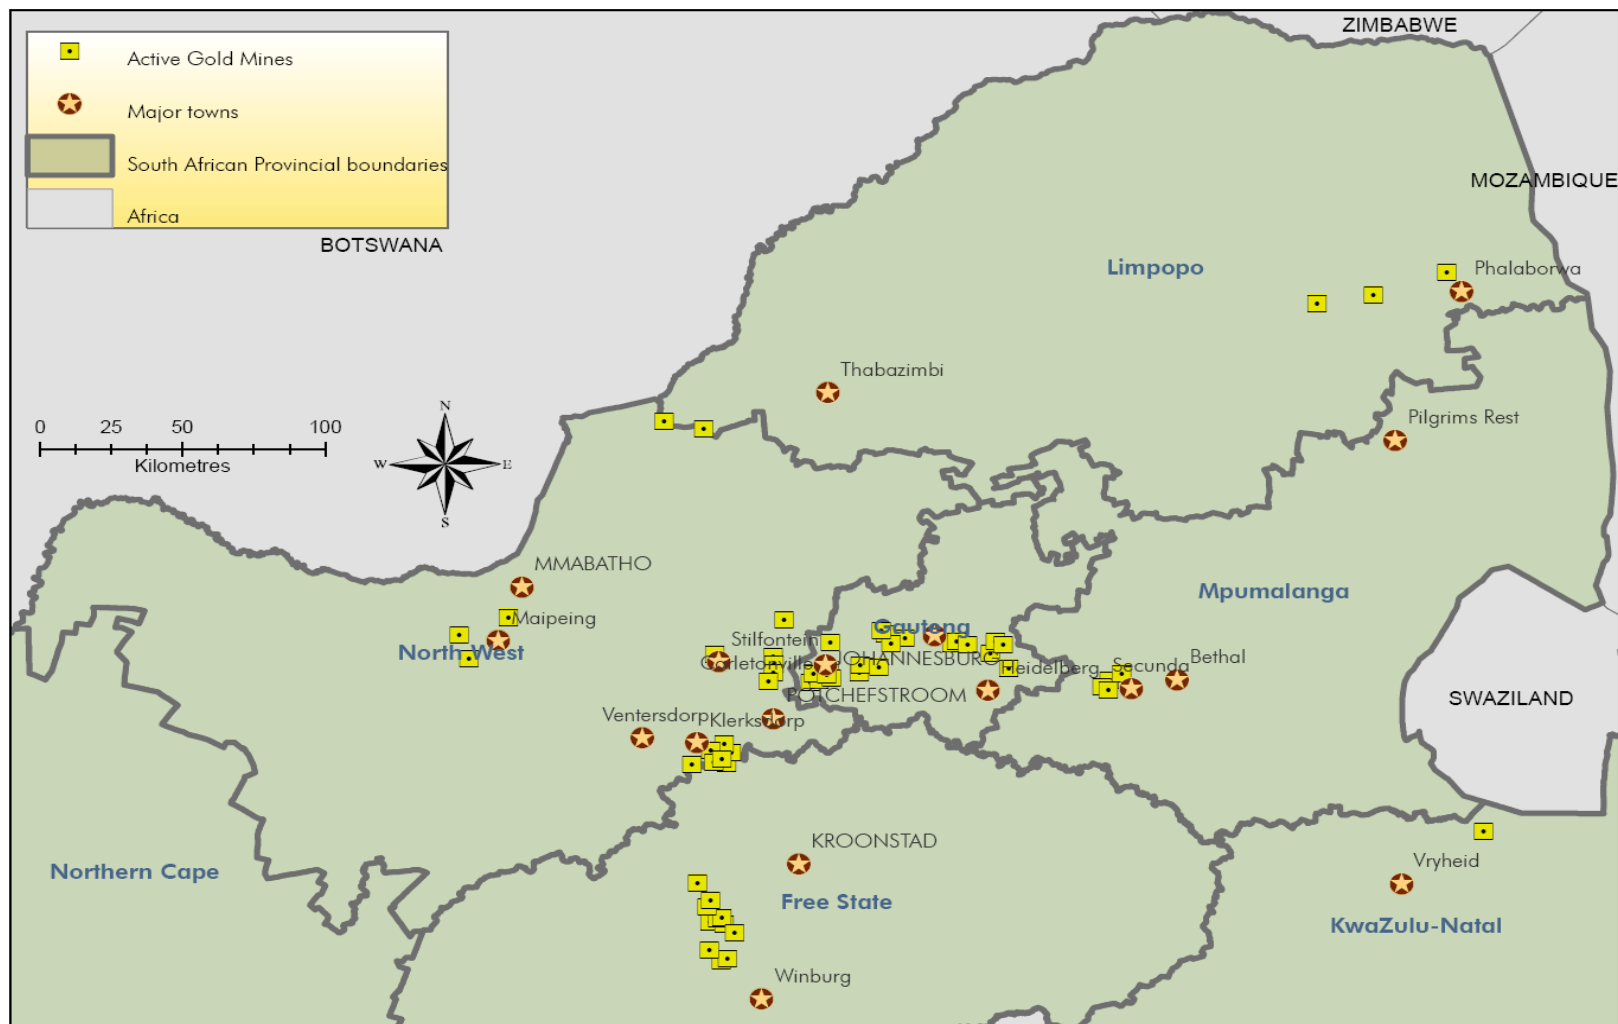 ZIMBABWE
Active Gold Mines
Major towns
South African Provincial boundaries
Africa
MOZAMBIQUE
BOTSWANA
Limpopo
Phalaborwa
Thabazimbi
Pilgrims Rest
0 25 50 100
Kilometres
N
W E
S
MMABATHO
Mpumalanga
Maipeing
Gauteng
Stilfontein
North West
JOHANNESBURG
Carletonville
Heidelberg
Secunda
Bethal
POTCHEFSTROOM
SWAZILAND
Ventersdorp
Klerksdorp
KROONSTAD
Vryheid
Northern Cape
Free State
KwaZulu-Natal
Winburg